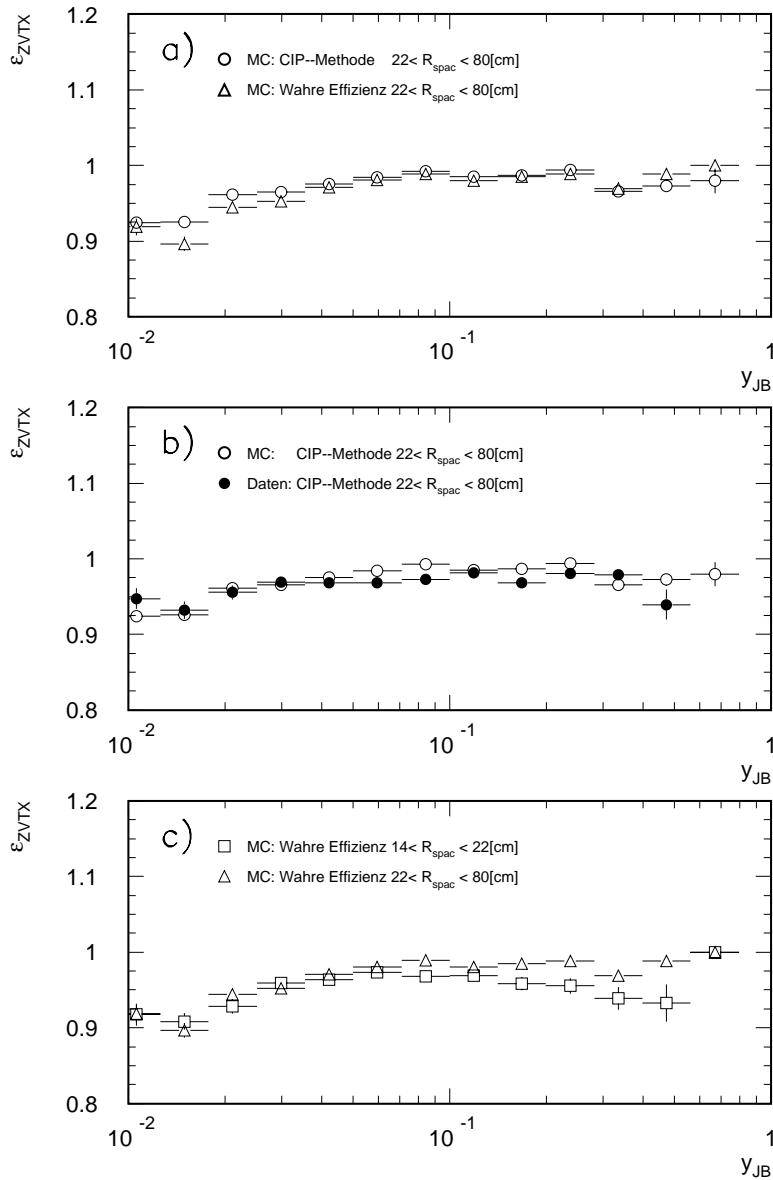 ε_ZVTX
1.2
a)
MC: CIP--Methode 22< R_spac < 80[cm]
MC: Wahre Effizienz 22< R_spac < 80[cm]
1.1
1
0.9
0.8
10^-2 10^-1 1
y_JB
ε_ZVTX
1.2
b)
MC: CIP--Methode 22< R_spac < 80[cm]
Daten: CIP--Methode 22< R_spac < 80[cm]
1.1
1
0.9
0.8
10^-2 10^-1 1
y_JB
ε_ZVTX
1.2
c)
MC: Wahre Effizienz 14< R_spac < 22[cm]
MC: Wahre Effizienz 22< R_spac < 80[cm]
1.1
1
0.9
0.8
10^-2 10^-1 1
y_JB